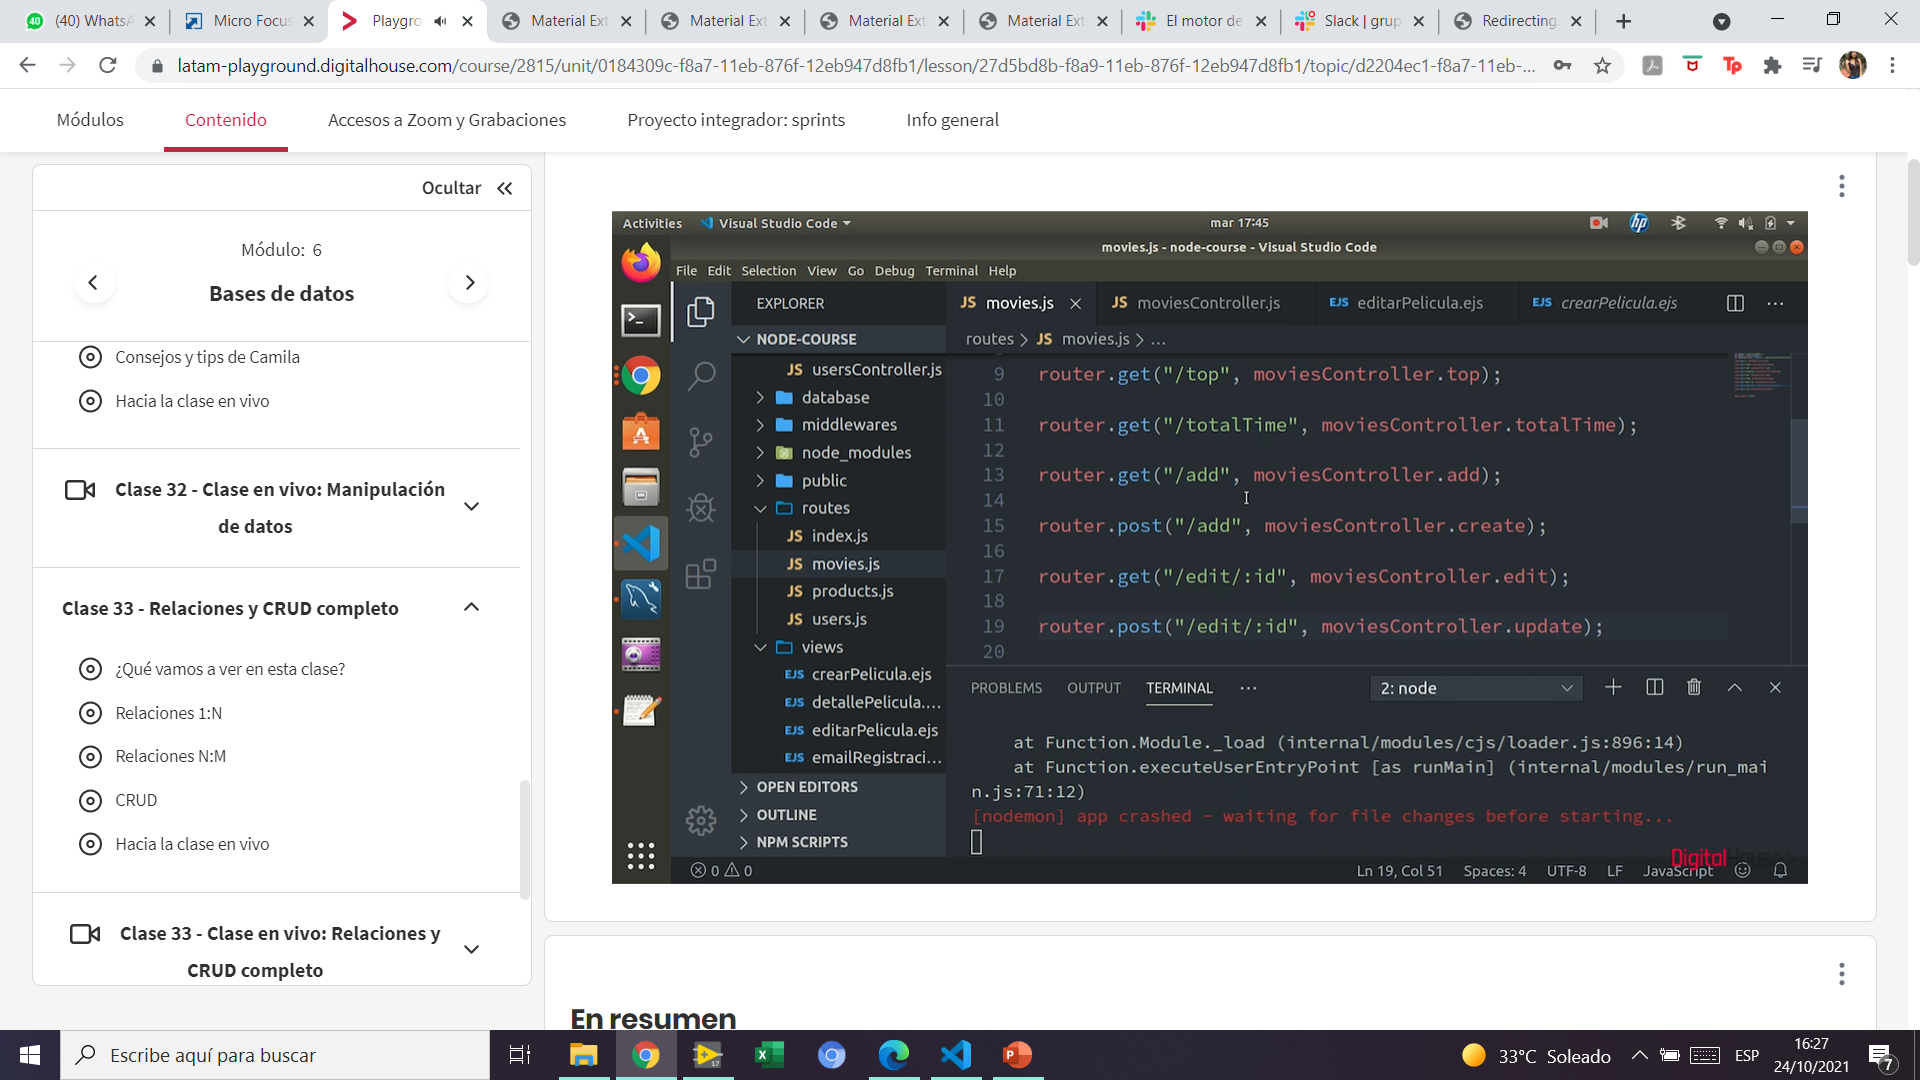 (40) WhatsA
Micro Focus
Playgro
Material Ext
Material Ext
Material Ext
Material Ext
El motor de
Slack | grup
Redirecting
latam-playground.digitalhouse.com/course/2815/unit/0184309c-f8a7-11eb-876f-12eb947d8fb1/lesson/27d5bd8b-f8a9-11eb-876f-12eb947d8fb1/topic/d2204ec1-f8a7-11eb-...
Módulos
Contenido
Accesos a Zoom y Grabaciones
Proyecto integrador: sprints
Info general
Ocultar
Módulo: 6
Bases de datos
Consejos y tips de Camila
Hacia la clase en vivo
Clase 32 - Clase en vivo: Manipulación
de datos
Clase 33 - Relaciones y CRUD completo
¿Qué vamos a ver en esta clase?
Relaciones 1:N
Relaciones N:M
CRUD
Hacia la clase en vivo
Clase 33 - Clase en vivo: Relaciones y
CRUD completo
Activities
Visual Studio Code
mar 17:45
movies.js - node-course - Visual Studio Code
File Edit Selection View Go Debug Terminal Help
EXPLORER
JS movies.js
JS moviesController.js
EJS editarPelicula.ejs
EJS crearPelicula.ejs
NODE-COURSE
routes > JS movies.js > ...
JS usersController.js
database
middlewares
node_modules
public
routes
JS index.js
JS movies.js
JS products.js
JS users.js
views
EJS crearPelicula.ejs
EJS detallePelicula....
EJS editarPelicula.ejs
EJS emailRegistraci...
OPEN EDITORS
OUTLINE
NPM SCRIPTS
9 router.get("/top", moviesController.top);
10
11 router.get("/totalTime", moviesController.totalTime);
12
13 router.get("/add", moviesController.add);
14
15 router.post("/add", moviesController.create);
16
17 router.get("/edit/:id", moviesController.edit);
18
19 router.post("/edit/:id", moviesController.update);
20
PROBLEMS OUTPUT TERMINAL ... 2: node
at Function.Module._load (internal/modules/cjs/loader.js:896:14)
at Function.executeUserEntryPoint [as runMain] (internal/modules/run_mai
n.js:71:12)
[nodemon] app crashed - waiting for file changes before starting...
DigitalHouse>
0 0
Ln 19, Col 51 Spaces: 4 UTF-8 LF JavaScript
En resumen
Escribe aquí para buscar
33°C Soleado
ESP
16:27
24/10/2021
7